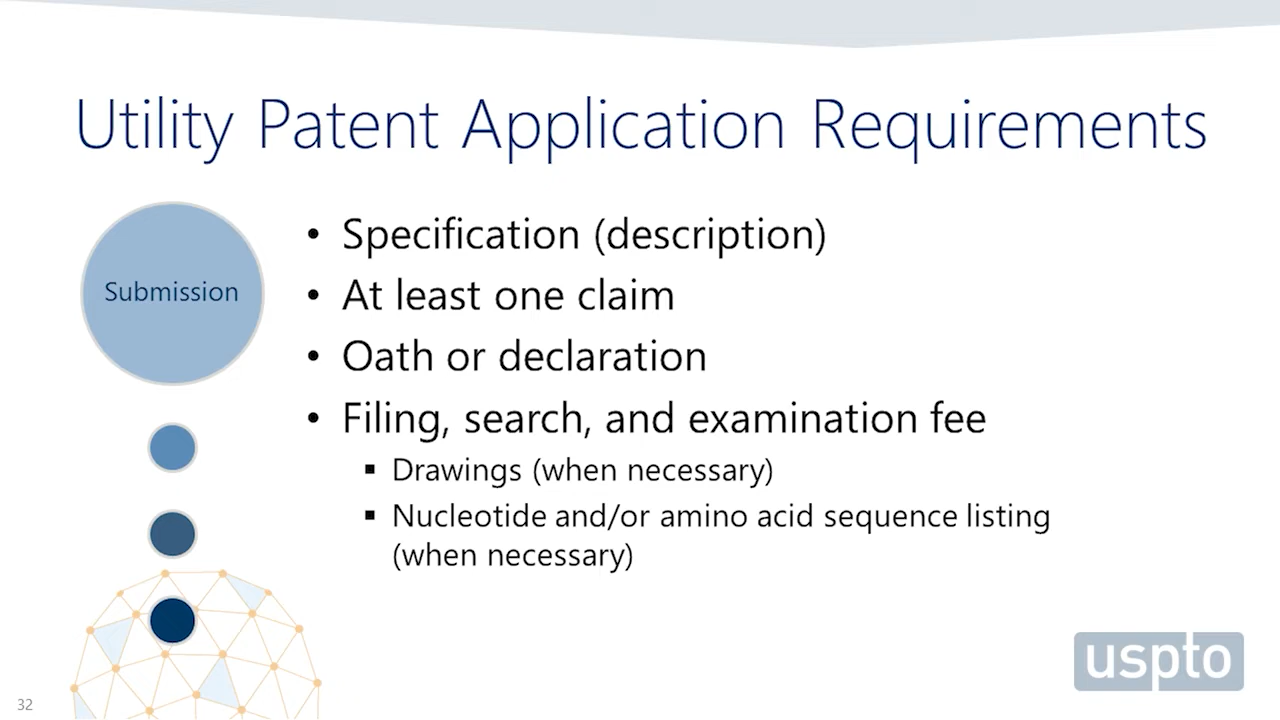 Utility Patent Application Requirements
Submission
• Specification (description)
• At least one claim
• Oath or declaration
• Filing, search, and examination fee
▪ Drawings (when necessary)
▪ Nucleotide and/or amino acid sequence listing
(when necessary)
uspto
32